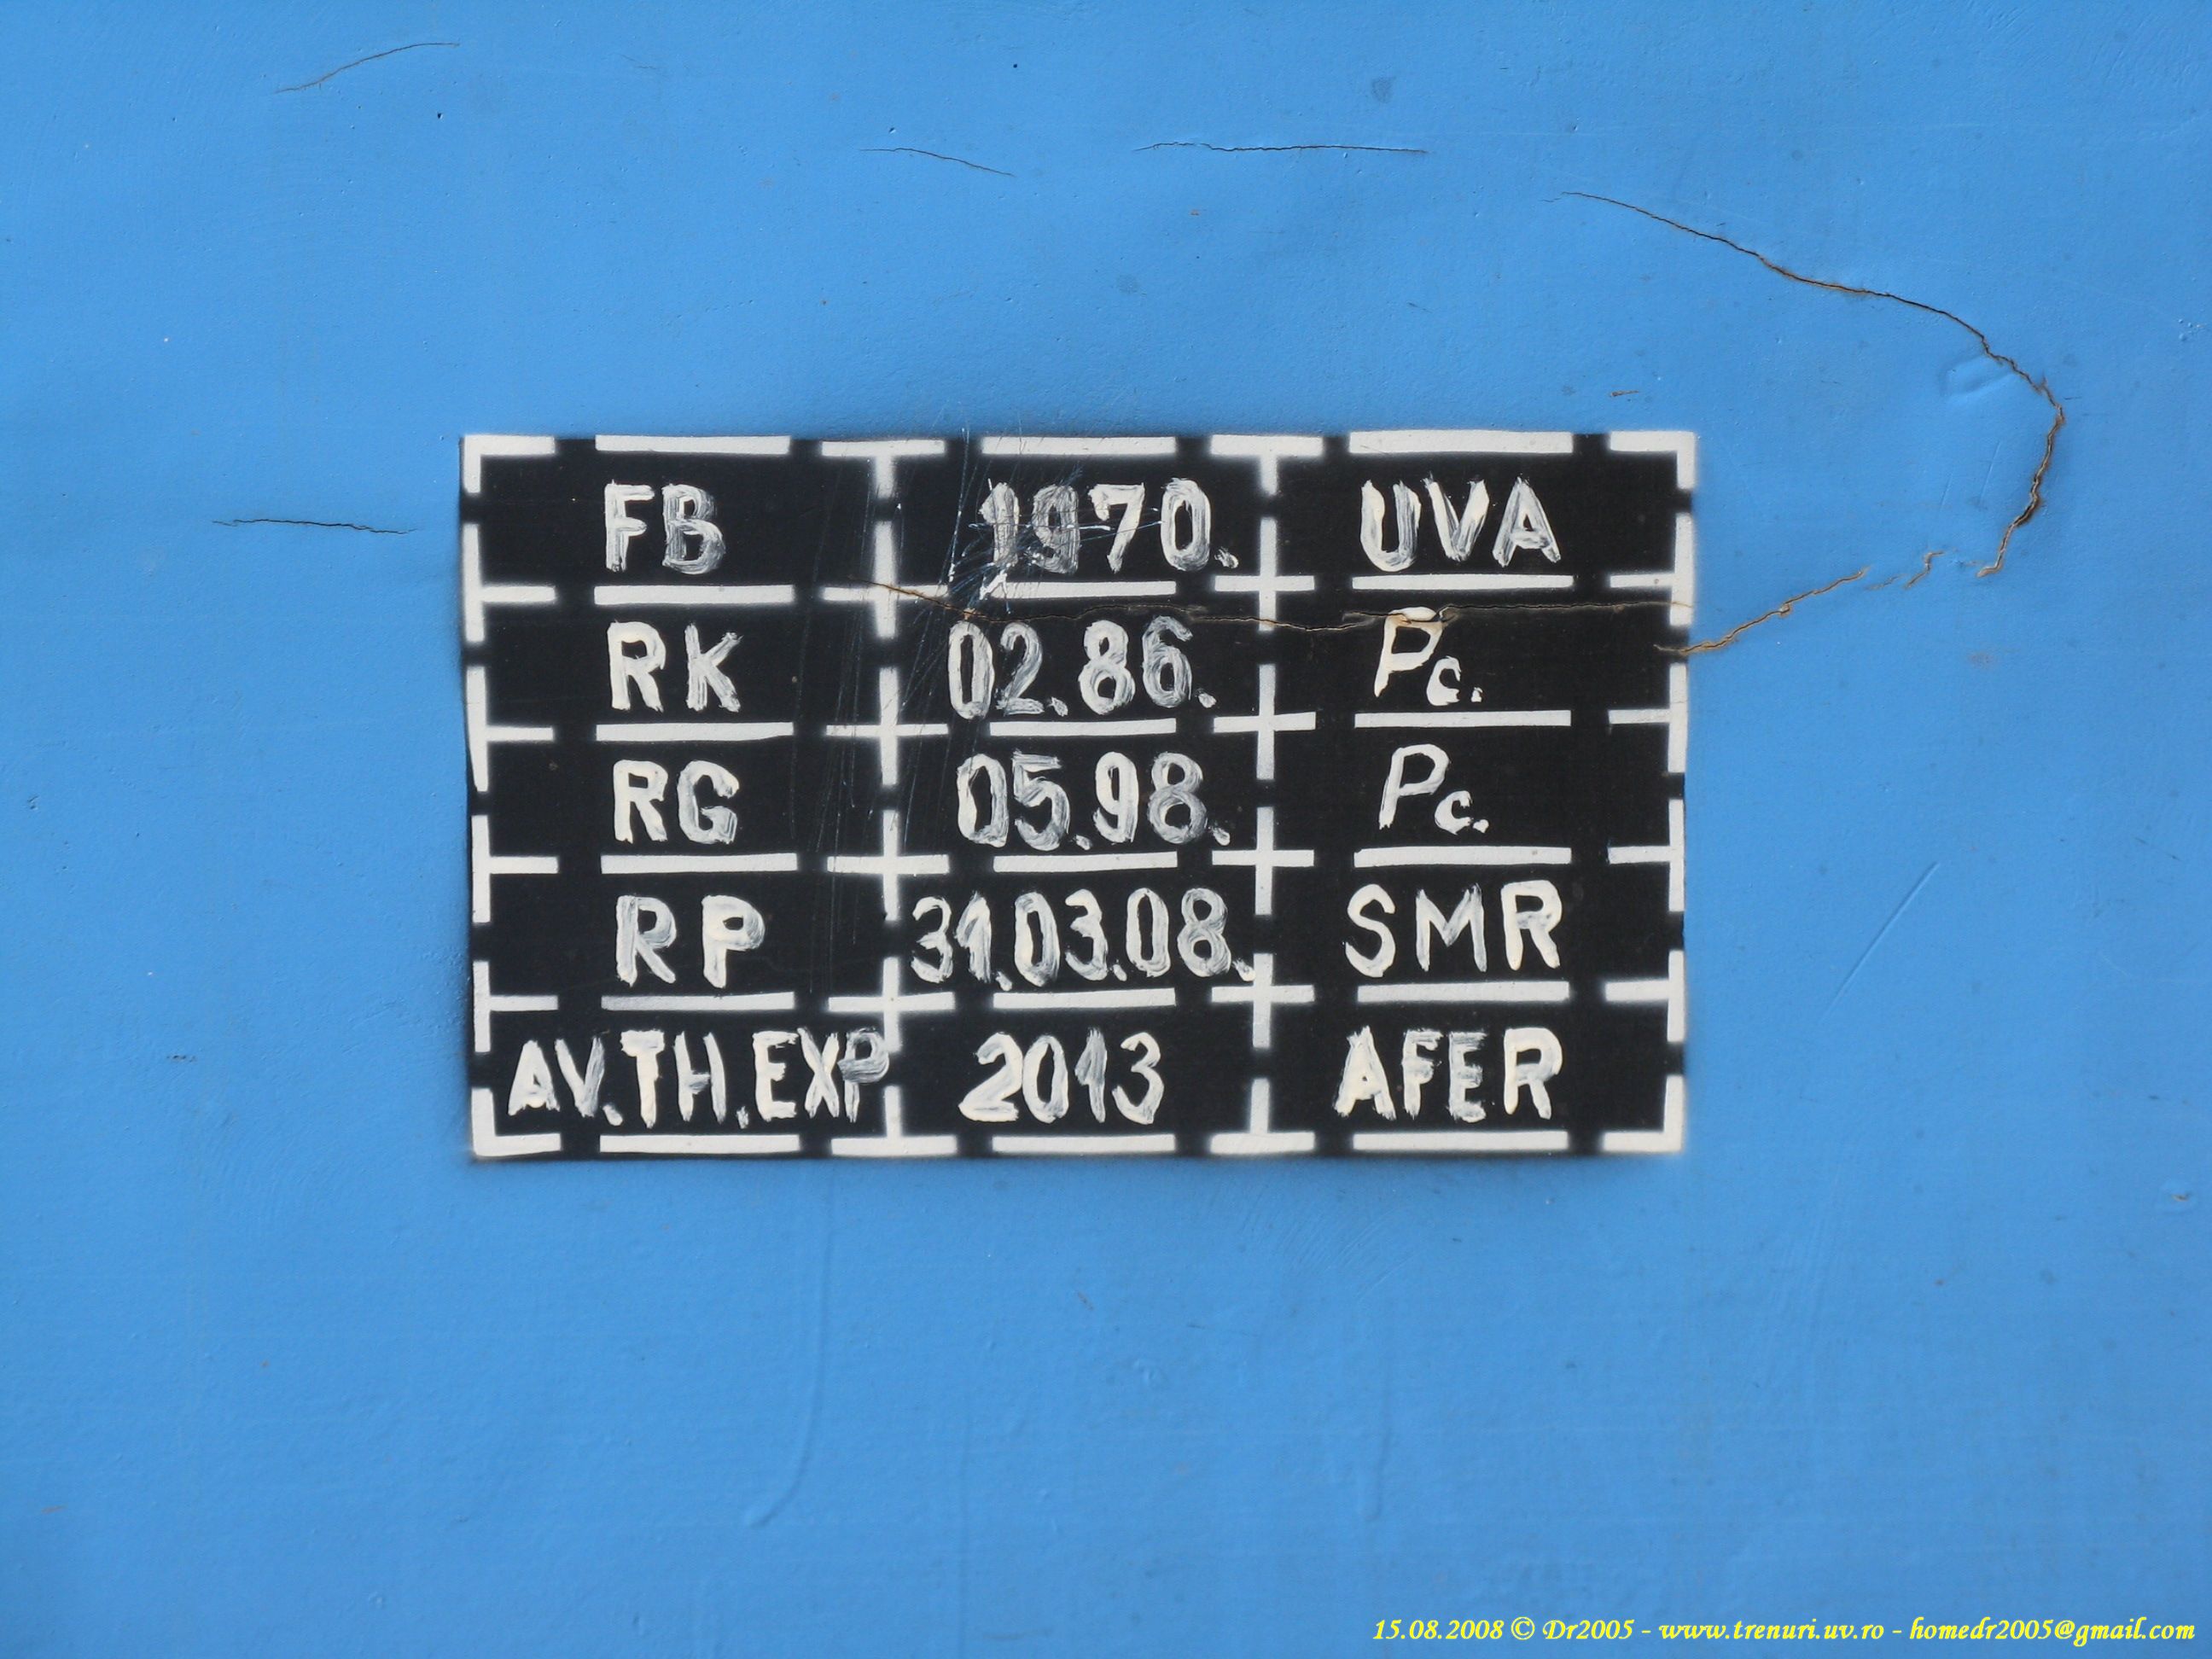 FB 1970. UVA
RK 02.86. Pc.
RG 05.98. Pc.
RP 31.03.08. SMR
AV.TH.EXP 2013 AFER
15.08.2008 © Dr2005 - www.trenuri.uv.ro - homedr2005@gmail.com